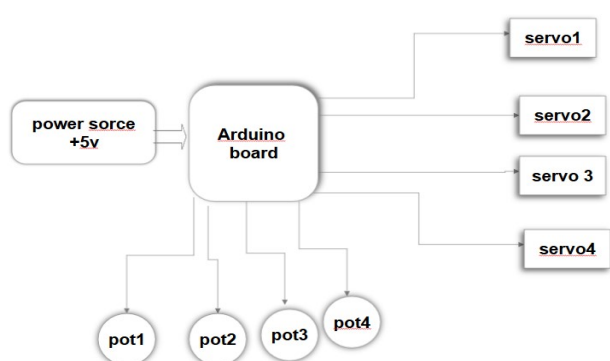 servo1
power sorce
+5v
Arduino
board
servo2
servo 3
servo4
pot1
pot2
pot3
pot4